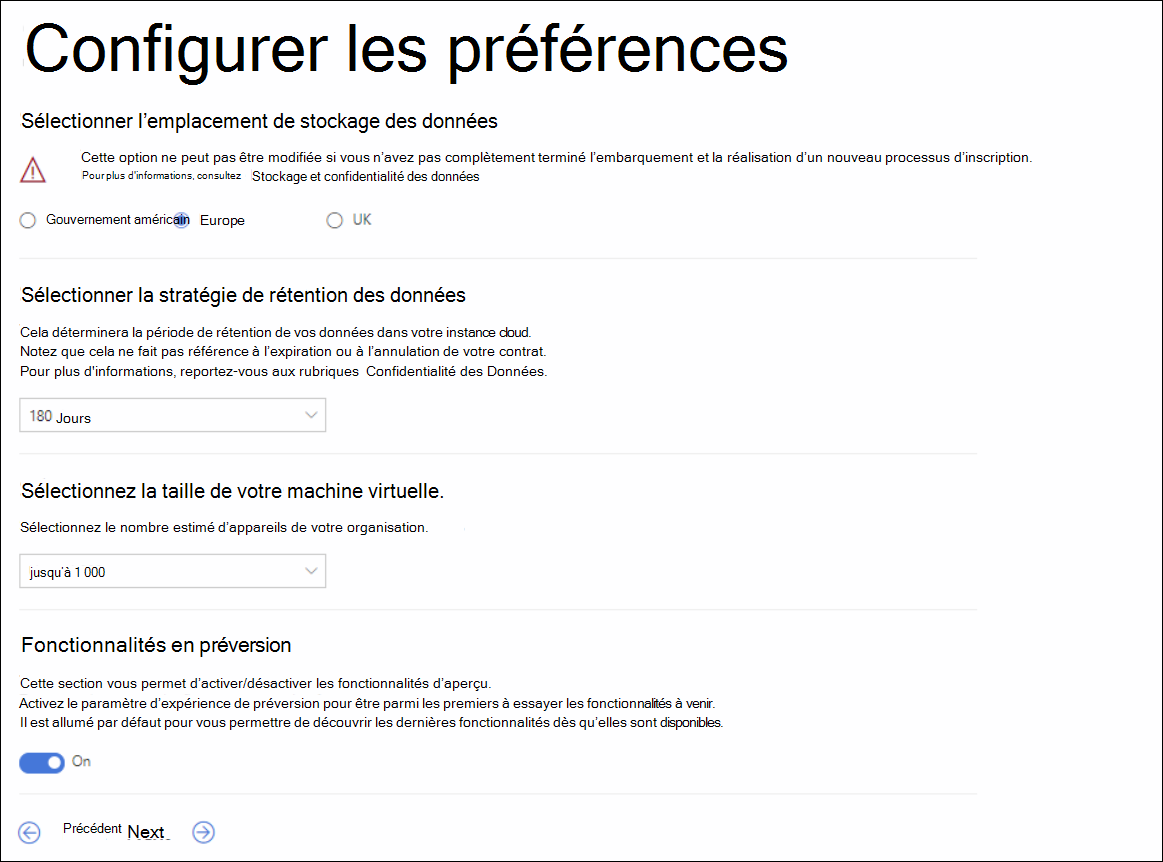 Configurer les préférences
Sélectionner l’emplacement de stockage des données
Cette option ne peut pas être modifiée si vous n’avez pas complètement terminé l’embarquement et la réalisation d’un nouveau processus d’inscription.
Pour plus d'informations, consultez Stockage et confidentialité des données
Gouvernement américain Europe UK
Sélectionner la stratégie de rétention des données
Cela déterminera la période de rétention de vos données dans votre instance cloud.
Notez que cela ne fait pas référence à l’expiration ou à l’annulation de votre contrat.
Pour plus d'informations, reportez-vous aux rubriques Confidentialité des Données.
180 Jours
Sélectionnez la taille de votre machine virtuelle.
Sélectionnez le nombre estimé d’appareils de votre organisation.
jusqu'à 1 000
Fonctionnalités en préversion
Cette section vous permet d’activer/désactiver les fonctionnalités d’aperçu.
Activez le paramètre d’expérience de préversion pour être parmi les premiers à essayer les fonctionnalités à venir.
Il est allumé par défaut pour vous permettre de découvrir les dernières fonctionnalités dès qu’elles sont disponibles.
On
Précédent Next